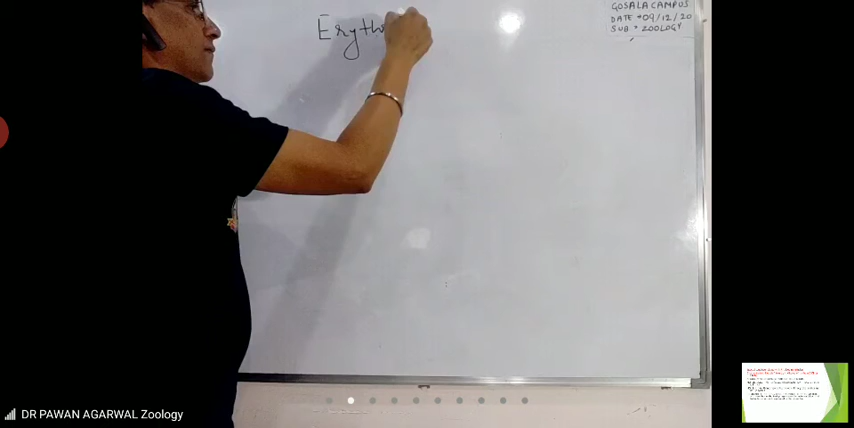 Eryth
GOSALA CAMPUS
DATE = 09/12/20
SUB = ZOOLOGY
DR PAWAN AGARWAL Zoology